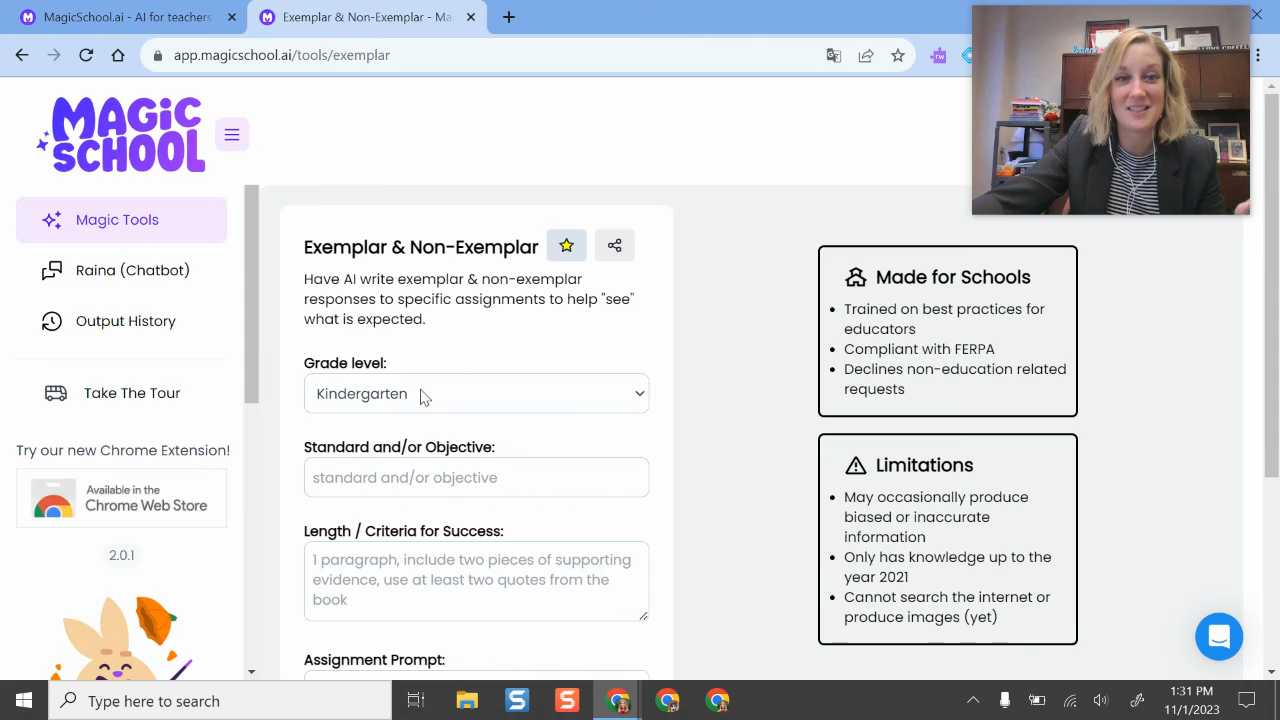 MagicSchool.ai - AI for teachers
Exemplar & Non-Exemplar - Ma
app.magicschool.ai/tools/exemplar
MAGIC
SCHOOL
Magic Tools
Raina (Chatbot)
Output History
Take The Tour
Try our new Chrome Extension!
Available in the
Chrome Web Store
2.0.1
Exemplar & Non-Exemplar
Have AI write exemplar & non-exemplar
responses to specific assignments to help "see"
what is expected.
Grade level:
Kindergarten
Standard and/or Objective:
standard and/or objective
Length / Criteria for Success:
1 paragraph, include two pieces of supporting
evidence, use at least two quotes from the
book
Assignment Prompt:
Made for Schools
Trained on best practices for
educators
Compliant with FERPA
Declines non-education related
requests
Limitations
May occasionally produce
biased or inaccurate
information
Only has knowledge up to the
year 2021
Cannot search the internet or
produce images (yet)
Type here to search
1:31 PM
11/1/2023